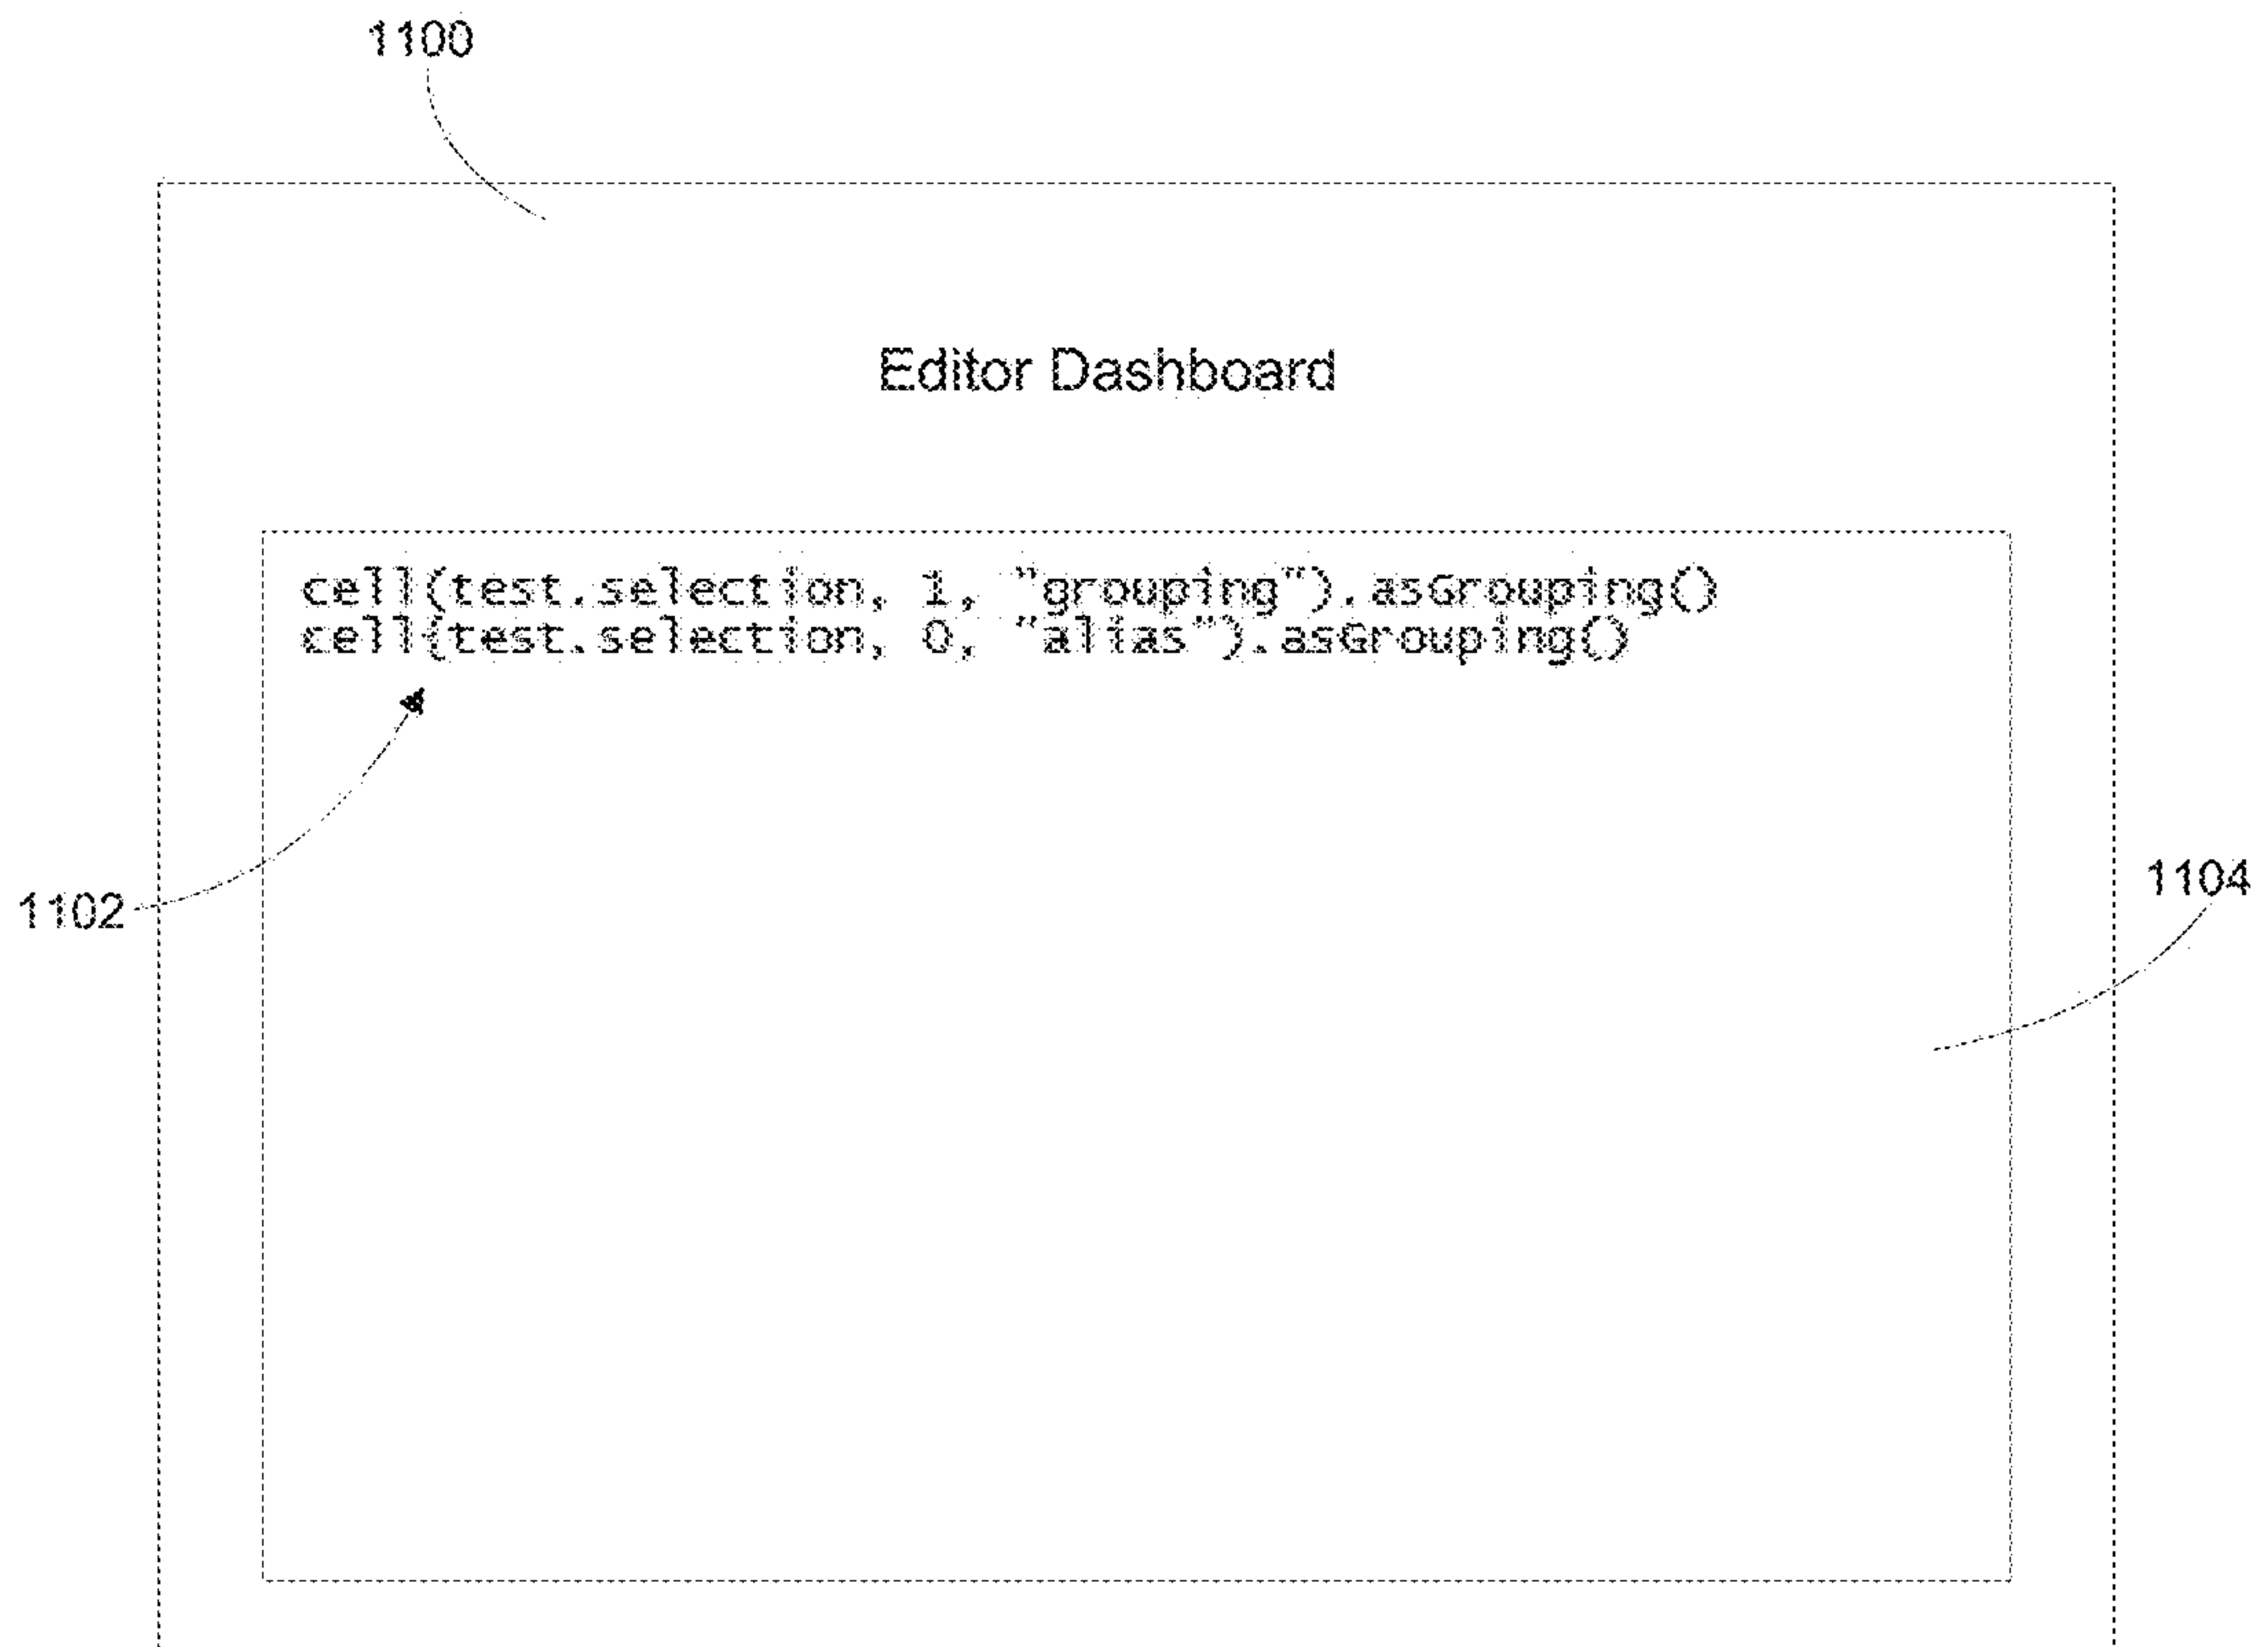 1100
Editor Dashboard
cell(test.selection, 1, "grouping").asGrouping()
cell(test.selection, 0, "alias").asGrouping()
1102
1104